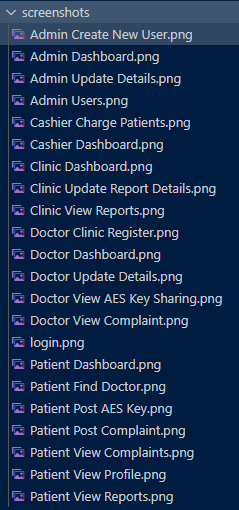 screenshots
Admin Create New User.png
Admin Dashboard.png
Admin Update Details.png
Admin Users.png
Cashier Charge Patients.png
Cashier Dashboard.png
Clinic Dashboard.png
Clinic Update Report Details.png
Clinic View Reports.png
Doctor Clinic Register.png
Doctor Dashboard.png
Doctor Update Details.png
Doctor View AES Key Sharing.png
Doctor View Complaint.png
login.png
Patient Dashboard.png
Patient Find Doctor.png
Patient Post AES Key.png
Patient Post Complaint.png
Patient View Complaints.png
Patient View Profile.png
Patient View Reports.png